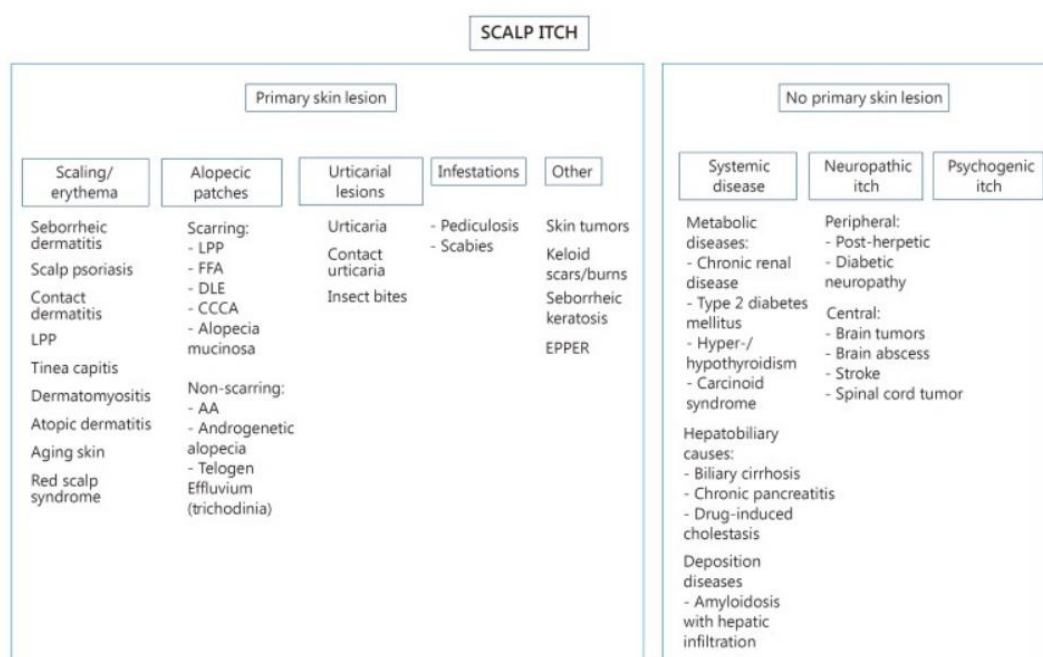 SCALP ITCH
Primary skin lesion
Scaling/
erythema
Seborrheic
dermatitis
Scalp psoriasis
Contact
dermatitis
LPP
Tinea capitis
Dermatomyositis
Atopic dermatitis
Aging skin
Red scalp
syndrome
Alopecic
patches
Scarring:
- LPP
- FFA
- DLE
- CCCA
- Alopecia
mucinosa
Non-scarring:
- AA
- Androgenetic
alopecia
- Telogen
Effluvium
(trichodinia)
Urticarial
lesions
Urticaria
Contact
urticaria
Insect bites
Infestations
- Pediculosis
- Scabies
Other
Skin tumors
Keloid
scars/burns
Seborrheic
keratosis
EPPER
No primary skin lesion
Systemic
disease
Metabolic
diseases:
- Chronic renal
disease
- Type 2 diabetes
mellitus
- Hyper-/
hypothyroidism
- Carcinoid
syndrome
Hepatobiliary
causes:
- Biliary cirrhosis
- Chronic pancreatitis
- Drug-induced
cholestasis
Deposition
diseases
- Amyloidosis
with hepatic
infiltration
Neuropathic
itch
Peripheral:
- Post-herpetic
- Diabetic
neuropathy
Central:
- Brain tumors
- Brain abscess
- Stroke
- Spinal cord tumor
Psychogenic
itch